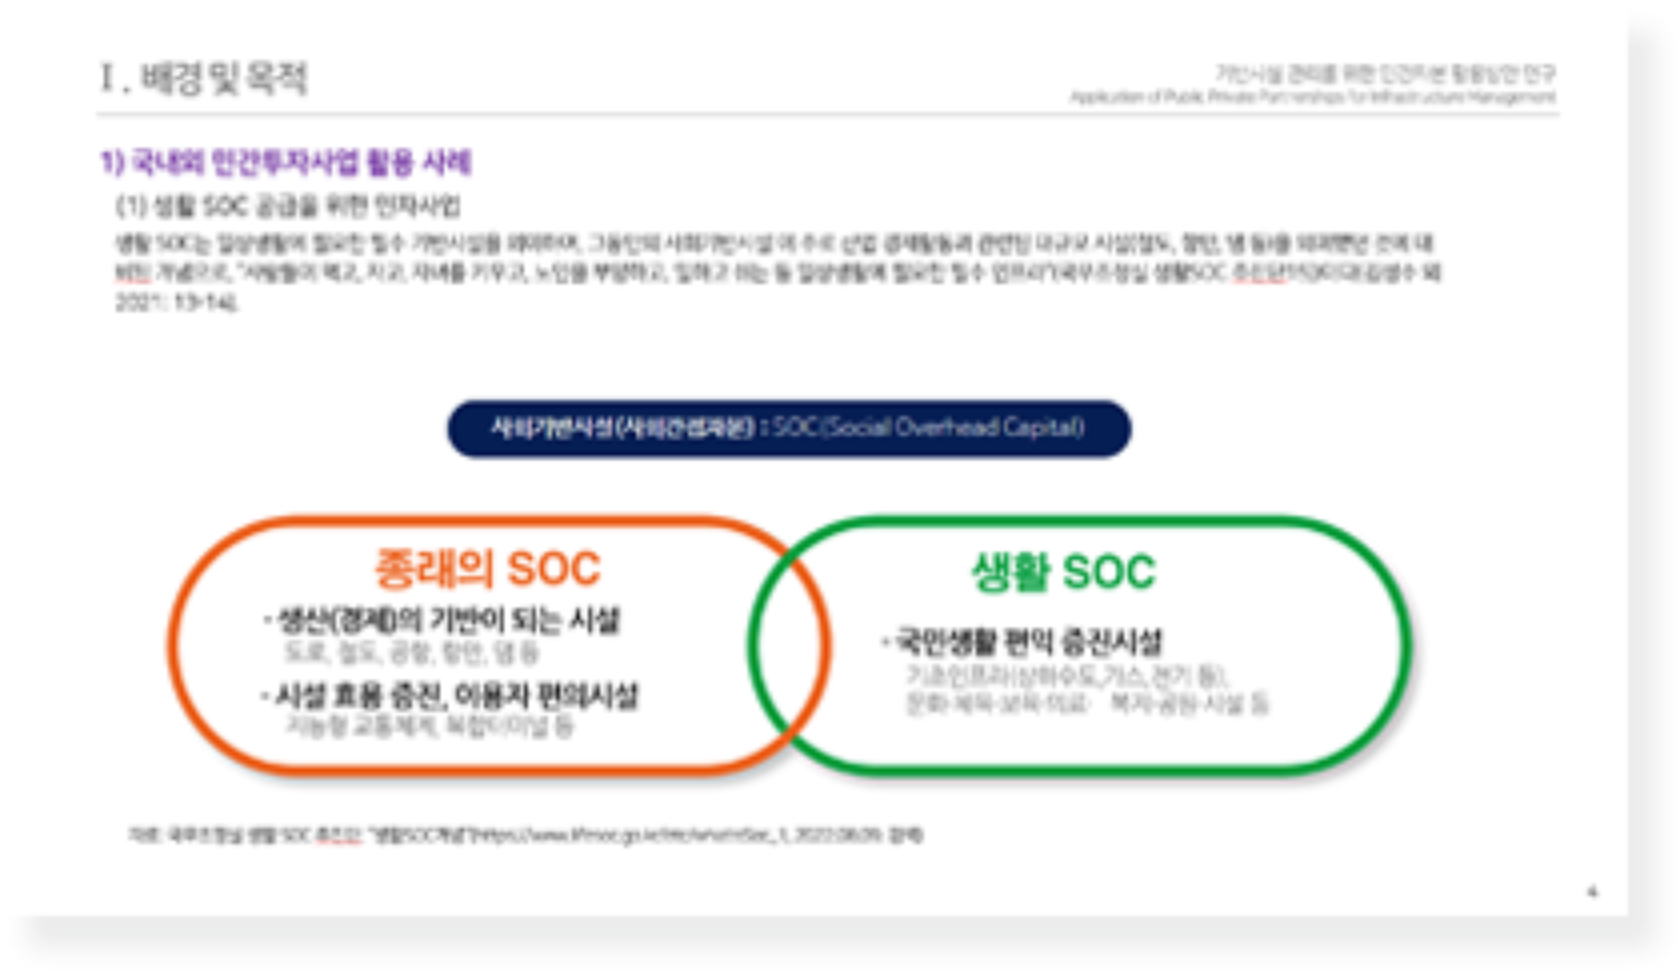 I. 배경 및 목적
기반시설 관리를 위한 민간자본 활용방안 연구
Application of Public Private Partnerships for Infrastructure Management
1) 국내외 민간투자사업 활용 사례
(1) 생활 SOC 공급을 위한 민자사업
생활 SOC는 일상생활에 필요한 필수 기반시설을 의미하며, 그동안의 사회기반시설이 주로 산업 경제활동과 관련된 대규모 시설(철도, 항만, 댐 등)을 의미했던 것에 대
비된 개념으로, "사람들이 먹고, 자고, 자녀를 키우고, 노인을 부양하고, 일하고 쉬는 등 일상생활에 필요한 필수 인프라"(국무조정실 생활SOC 추진단)이다(김성수 외
2021: 13-14).
사회기반시설(사회간접자본) : SOC(Social Overhead Capital)
종래의 SOC
생활 SOC
- 생산(경제)의 기반이 되는 시설
도로, 철도, 공항, 항만, 댐 등
- 시설 효용 증진, 이용자 편의시설
지능형 교통체계, 복합터미널 등
- 국민생활 편익 증진시설
기초인프라(상하수도,가스,전기 등),
문화·체육·보육·의료· 복지·공원·시설 등
자료: 국무조정실 생활 SOC 추진단. "생활SOC개념"
4